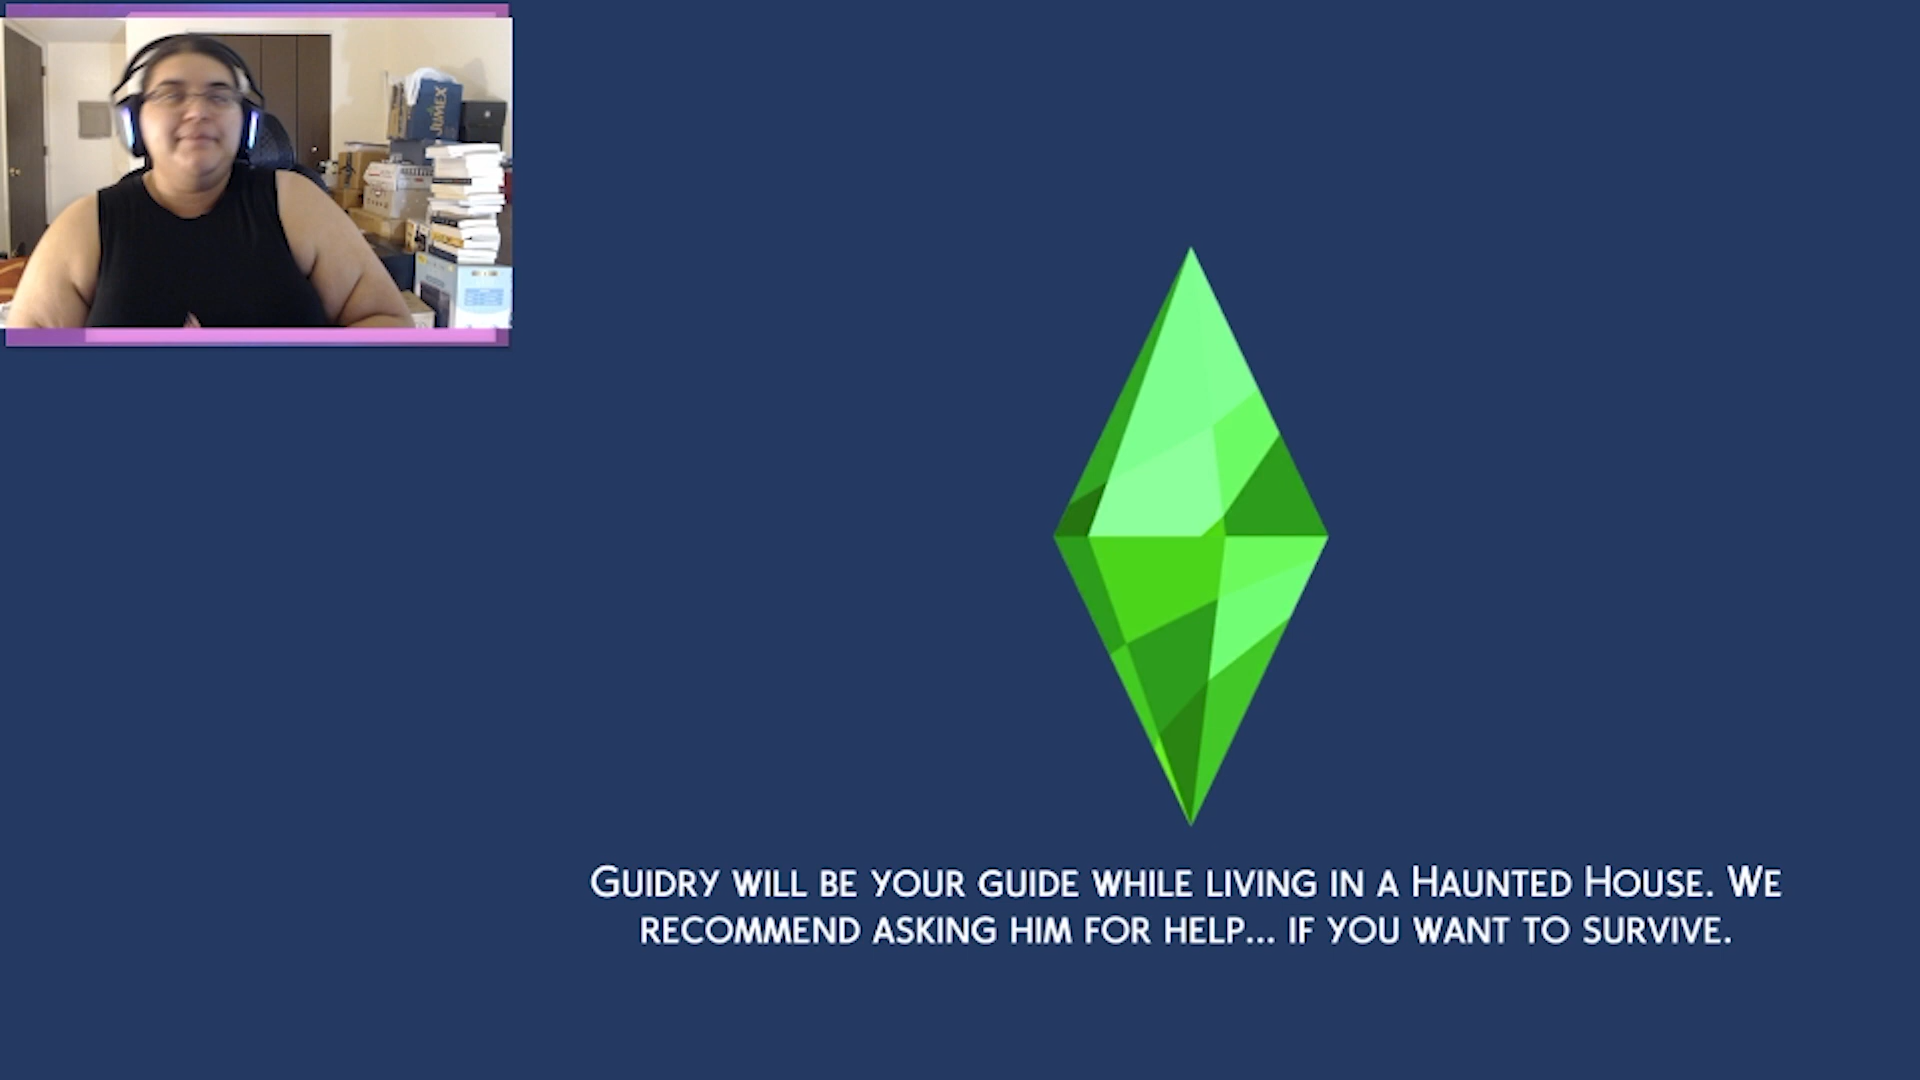 JUMEX
Guidry will be your guide while living in a Haunted House. We
recommend asking him for help... if you want to survive.